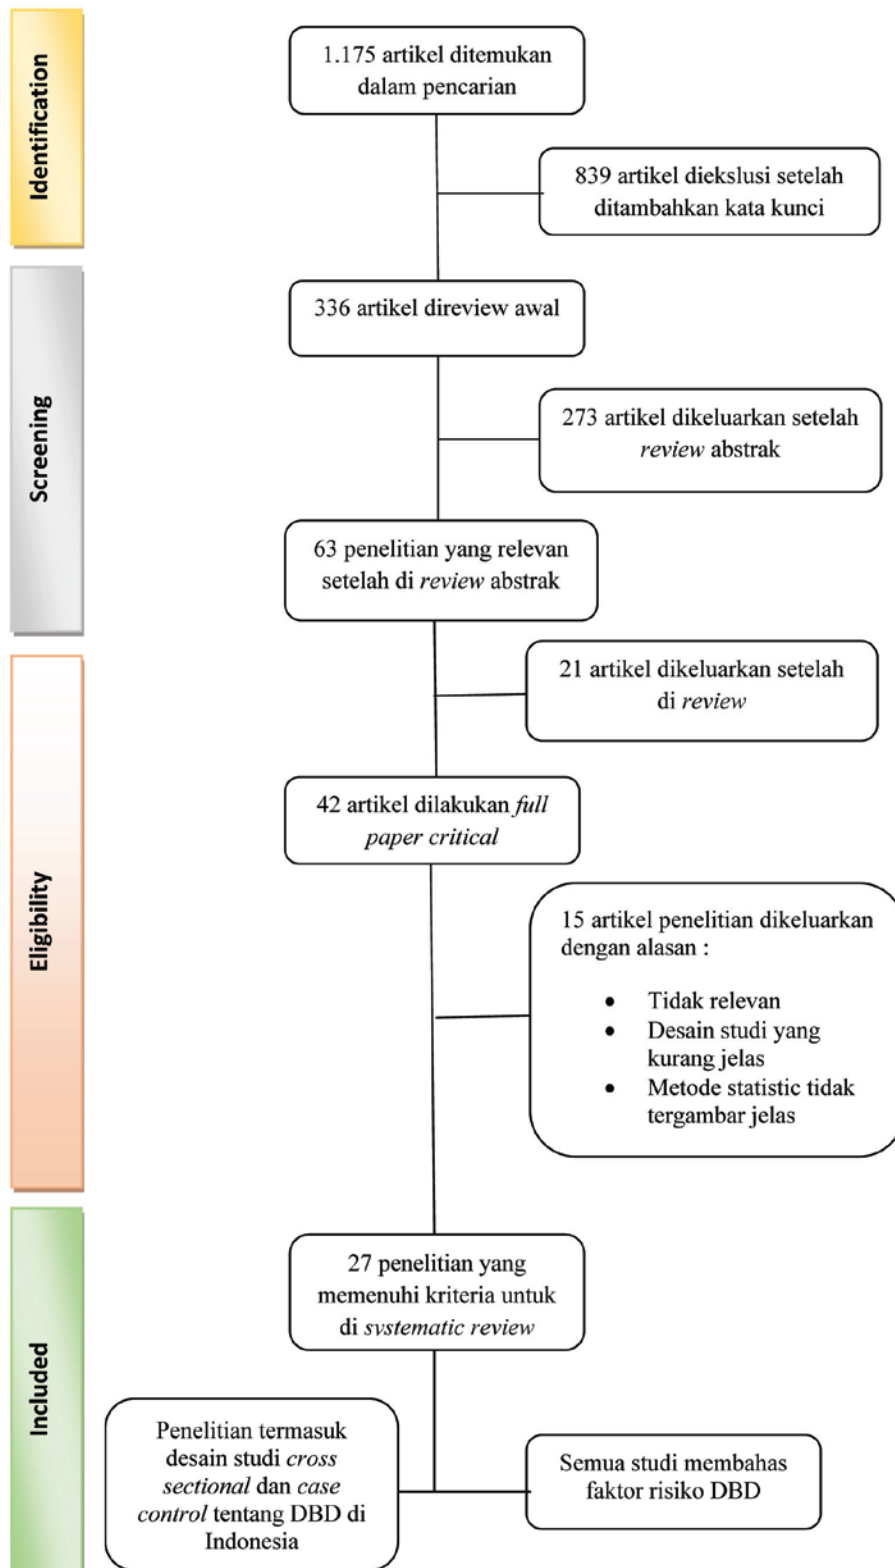 Identification
1.175 artikel ditemukan
dalam pencarian
839 artikel diekslusi setelah
ditambahkan kata kunci
Screening
336 artikel direview awal
273 artikel dikeluarkan setelah
review abstrak
63 penelitian yang relevan
setelah di review abstrak
Eligibility
21 artikel dikeluarkan setelah
di review
42 artikel dilakukan full
paper critical
15 artikel penelitian dikeluarkan
dengan alasan :
• Tidak relevan
• Desain studi yang
kurang jelas
• Metode statistic tidak
tergambar jelas
Included
27 penelitian yang
memenuhi kriteria untuk
di systematic review
Penelitian termasuk
desain studi cross
sectional dan case
control tentang DBD di
Indonesia
Semua studi membahas
faktor risiko DBD